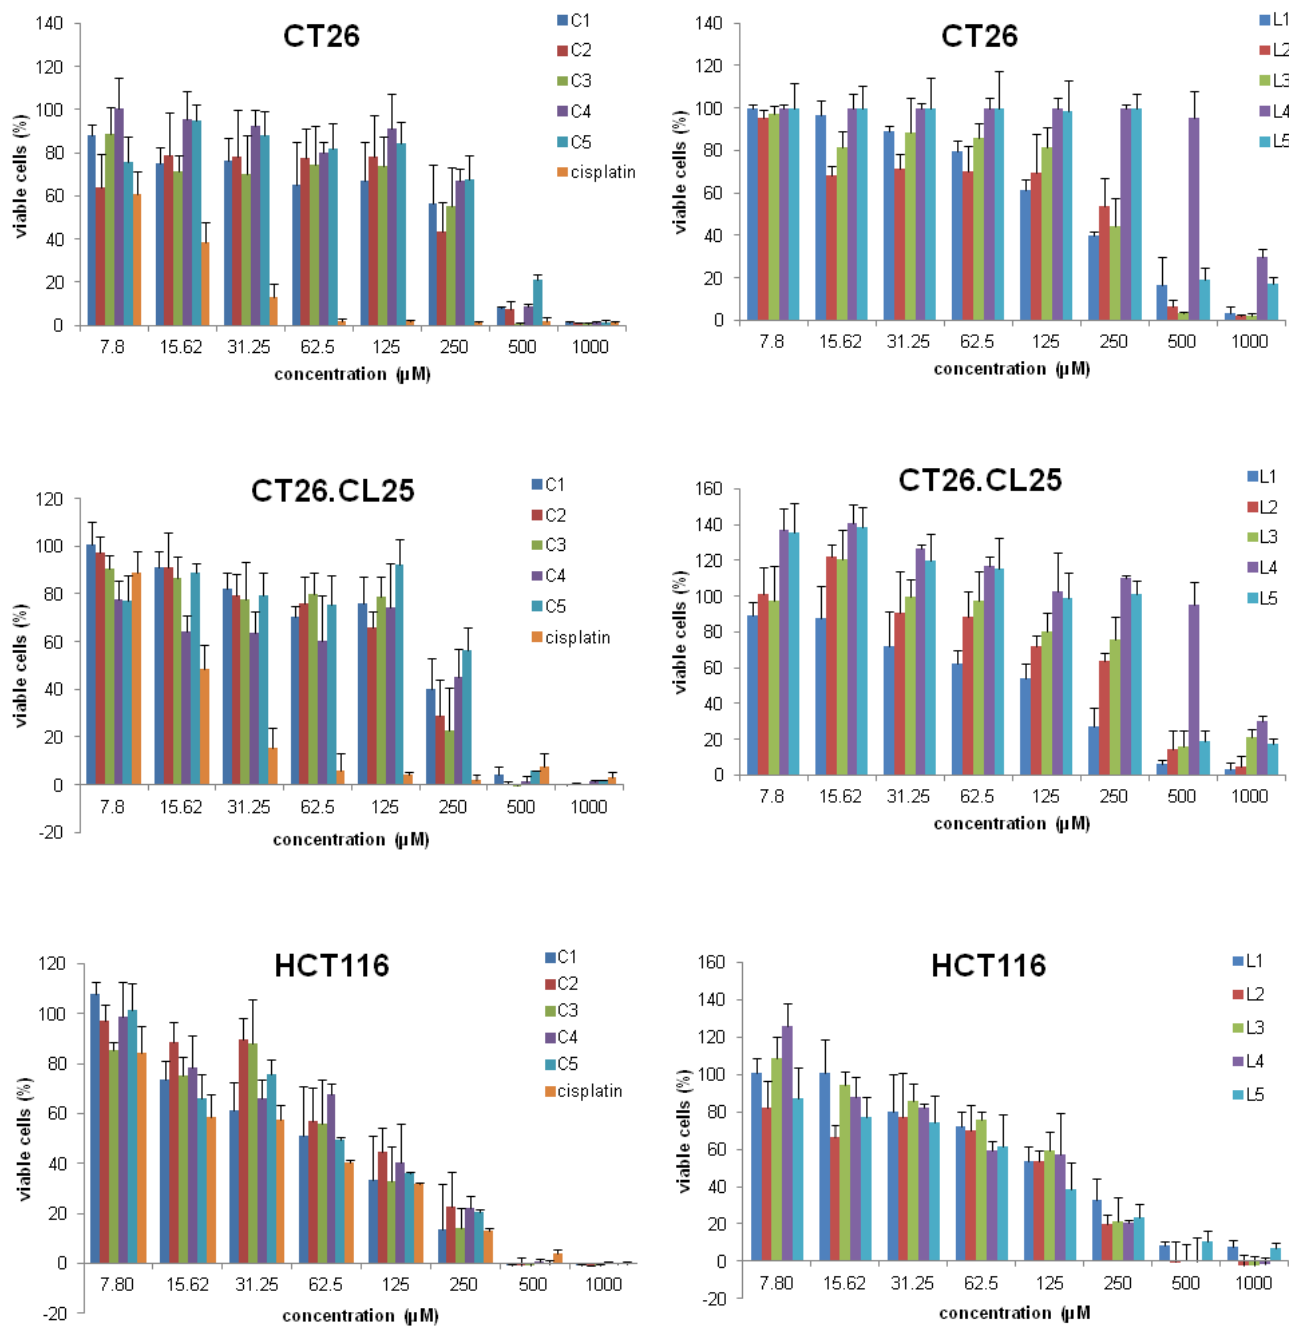 CT26
140
120
100
80
60
40
20
0
viable cells (%)
7.8 15.62 31.25 62.5 125 250 500 1000
concentration (µM)
C1
C2
C3
C4
C5
cisplatin
CT26
140
120
100
80
60
40
20
0
viable cells (%)
7.8 15.62 31.25 62.5 125 250 500 1000
concentration (µM)
L1
L2
L3
L4
L5
CT26.CL25
120
100
80
60
40
20
0
-20
viable cells (%)
7.8 15.62 31.25 62.5 125 250 500 1000
concentration (µM)
C1
C2
C3
C4
C5
cisplatin
CT26.CL25
160
140
120
100
80
60
40
20
0
viable cells (%)
7.8 15.62 31.25 62.5 125 250 500 1000
concentration (µM)
L1
L2
L3
L4
L5
HCT116
120
100
80
60
40
20
0
-20
viable cells (%)
7.80 15.62 31.25 62.5 125 250 500 1000
concentration (µM)
C1
C2
C3
C4
C5
cisplatin
HCT116
160
140
120
100
80
60
40
20
0
-20
viable cells (%)
7.80 15.62 31.25 62.5 125 250 500 1000
concentration (µM
L1
L2
L3
L4
L5